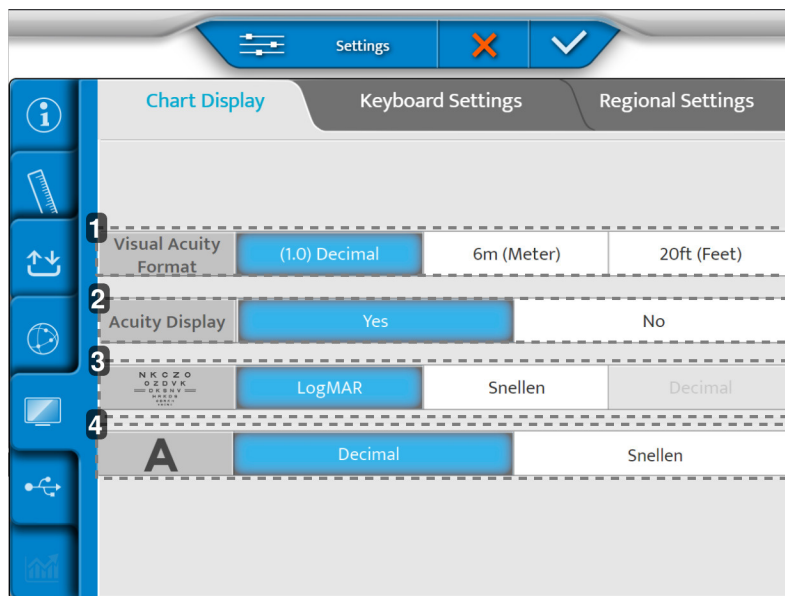 Settings
Chart Display
Keyboard Settings
Regional Settings
1
Visual Acuity
Format
(1.0) Decimal
6m (Meter)
20ft (Feet)
2
Acuity Display
Yes
No
3
N K C Z O
O Z D V K
LogMAR
Snellen
Decimal
4
A
Decimal
Snellen